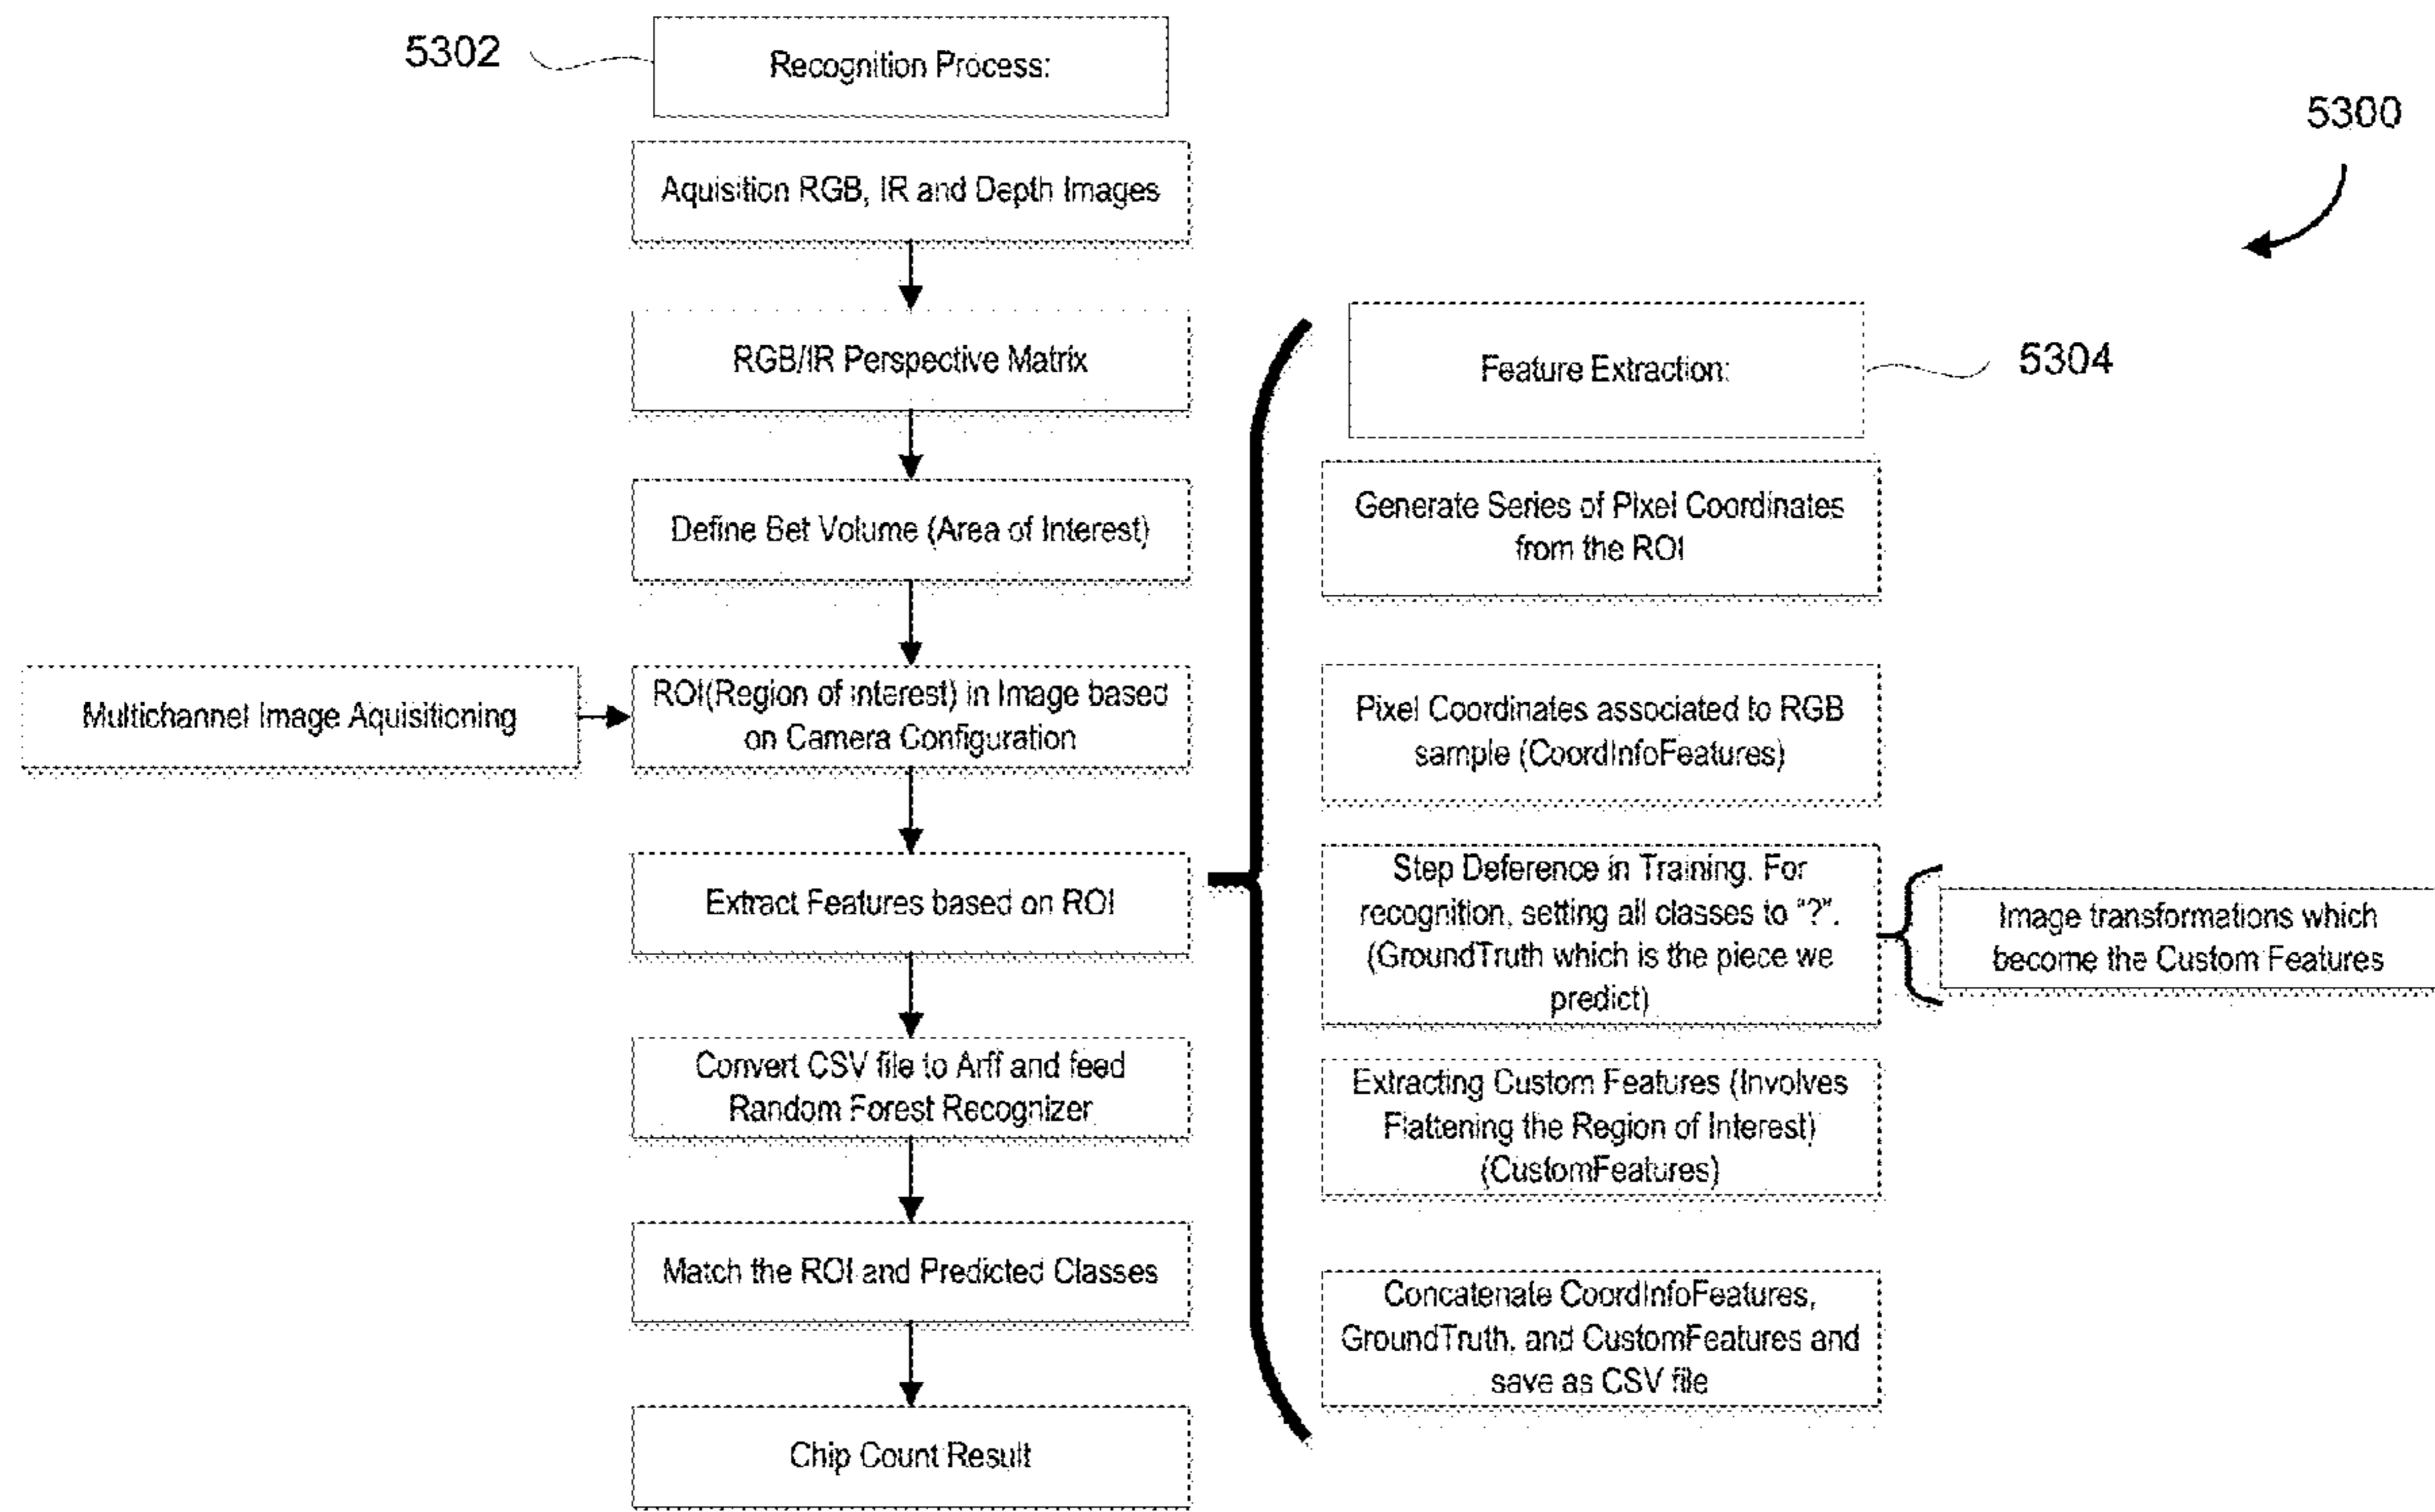 5302
Recognition Process:
5300
Aquisition RGB, IR and Depth Images
RGB/IR Perspective Matrix
Define Bet Volume (Area of Interest)
Multichannel Image Aquisitioning
ROI(Region of interest) in Image based
on Camera Configuration
Extract Features based on ROI
Convert CSV file to Arff and feed
Random Forest Recognizer
Match the ROI and Predicted Classes
Chip Count Result
Feature Extraction:
5304
Generate Series of Pixel Coordinates
from the ROI
Pixel Coordinates associated to RGB
sample (CoordInfoFeatures)
Step Deference in Training. For
recognition, setting all classes to "?".
(GroundTruth which is the piece we
predict)
Image transformations which
become the Custom Features
Extracting Custom Features (Involves
Flattening the Region of Interest)
(CustomFeatures)
Concatenate CoordInfoFeatures,
GroundTruth, and CustomFeatures and
save as CSV file